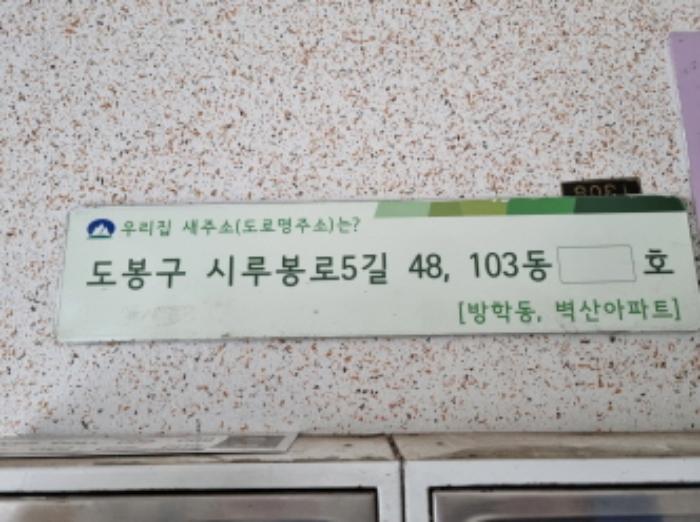 우리집 새주소(도로명주소)는?
도봉구 시루봉로5길 48, 103동 호
[방학동, 벽산아파트]